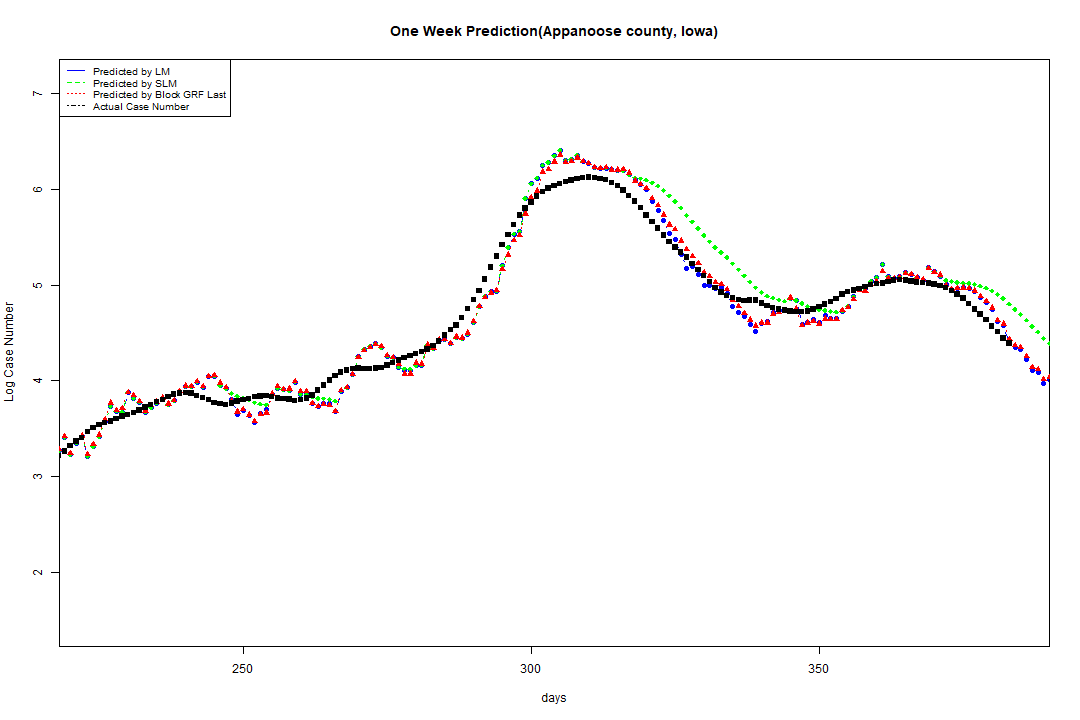 One Week Prediction(Appanoose county, Iowa)
Predicted by LM
Predicted by SLM
Predicted by Block GRF Last
Actual Case Number
7
6
5
4
3
2
Log Case Number
250 300 350
days